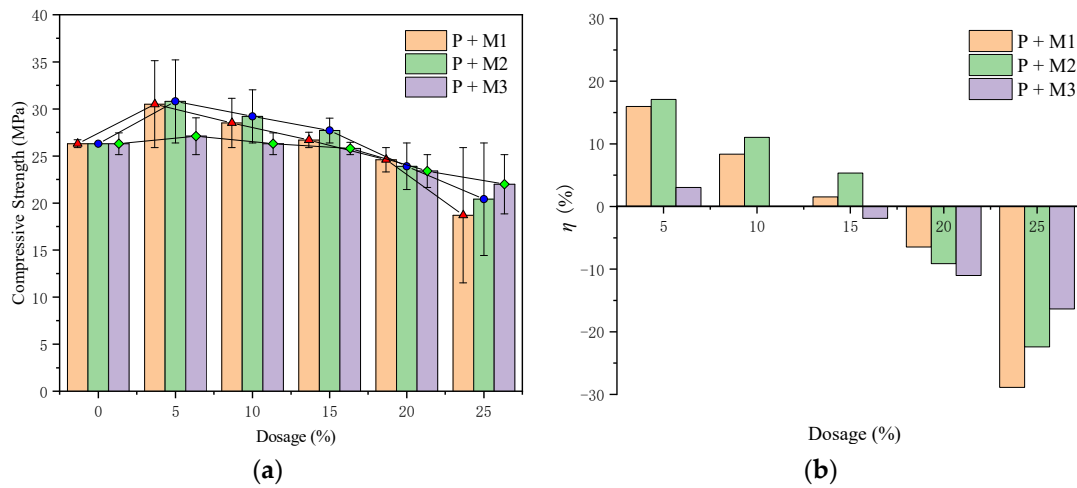 40
35
30
25
20
15
10
5
0
Compressive Strength (MPa)
P + M1
P + M2
P + M3
0 5 10 15 20 25
Dosage (%)
(a)
30
20
10
0
-10
-20
-30
η (%)
P + M1
P + M2
P + M3
5 10 15 20 25
Dosage (%)
(b)